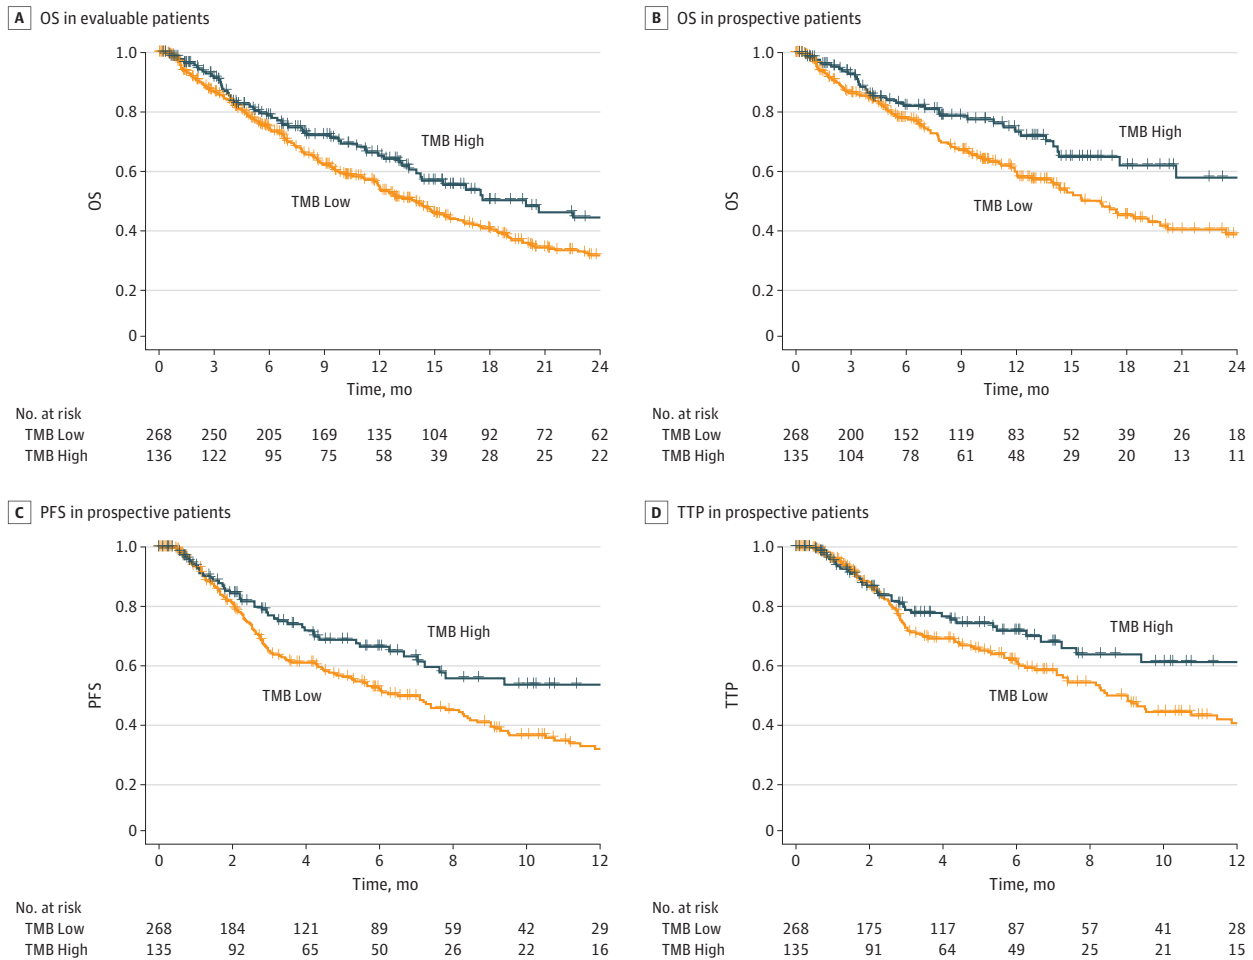 A OS in evaluable patients
1.0
0.8
0.6
0.4
0.2
0
OS
TMB High
TMB Low
0 3 6 9 12 15 18 21 24
Time, mo
No. at risk
TMB Low 268 250 205 169 135 104 92 72 62
TMB High 136 122 95 75 58 39 28 25 22
B OS in prospective patients
1.0
0.8
0.6
0.4
0.2
0
OS
TMB High
TMB Low
0 3 6 9 12 15 18 21 24
Time, mo
No. at risk
TMB Low 268 200 152 119 83 52 39 26 18
TMB High 135 104 78 61 48 29 20 13 11
C PFS in prospective patients
1.0
0.8
0.6
0.4
0.2
0
PFS
TMB High
TMB Low
0 2 4 6 8 10 12
Time, mo
No. at risk
TMB Low 268 184 121 89 59 42 29
TMB High 135 92 65 50 26 22 16
D TTP in prospective patients
1.0
0.8
0.6
0.4
0.2
0
TTP
TMB High
TMB Low
0 2 4 6 8 10 12
Time, mo
No. at risk
TMB Low 268 175 117 87 57 41 28
TMB High 135 91 64 49 25 21 15